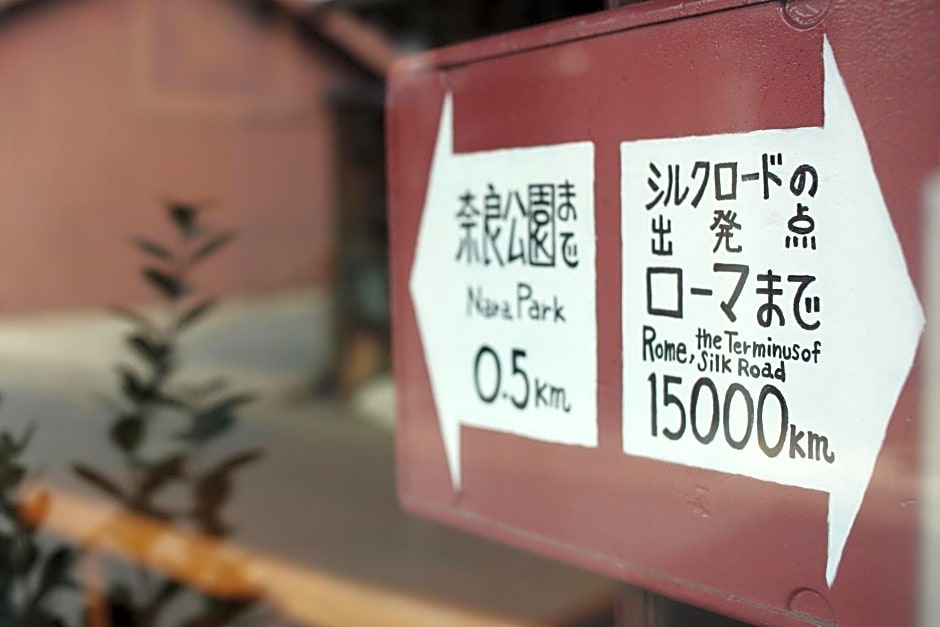 奈良公園まで
Nara Park
0.5km
シルクロードの
出発点
ローマまで
Rome, the Terminus of
Silk Road
15000km